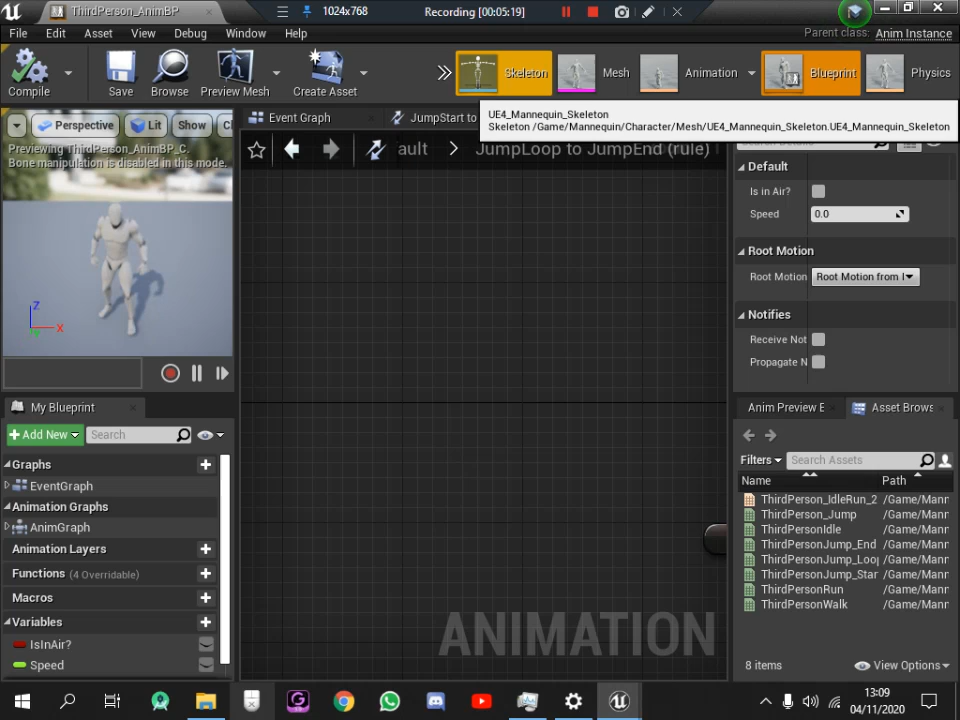 ThirdPerson_AnimBP
1024x768
Recording [00:05:19]
File Edit Asset View Debug Window Help
Parent class: Anim Instance
Compile
Save
Browse
Preview Mesh
Create Asset
Skeleton
Mesh
Animation
Blueprint
Physics
UE4_Mannequin_Skeleton
Skeleton /Game/Mannequin/Character/Mesh/UE4_Mannequin_Skeleton.UE4_Mannequin_Skeleton
Perspective
Lit
Show
Previewing ThirdPerson_AnimBP_C.
Bone manipulation is disabled in this mode.
Z
X
Event Graph
JumpStart to
ault > JumpLoop to JumpEnd (rule)
ANIMATION
My Blueprint
Add New
Search
Graphs
EventGraph
Animation Graphs
AnimGraph
Animation Layers
Functions (4 Overridable)
Macros
Variables
IsInAir?
Speed
Default
Is in Air?
Speed 0.0
Root Motion
Root Motion Root Motion from
Notifies
Receive Not
Propagate N
Anim Preview E
Asset Brows
Filters
Search Assets
Name Path
ThirdPerson_IdleRun_2 /Game/Mann
ThirdPerson_Jump /Game/Mann
ThirdPersonIdle /Game/Mann
ThirdPersonJump_End /Game/Mann
ThirdPersonJump_Loop /Game/Mann
ThirdPersonJump_Star /Game/Mann
ThirdPersonRun /Game/Mann
ThirdPersonWalk /Game/Mann
8 items
View Options
13:09
04/11/2020